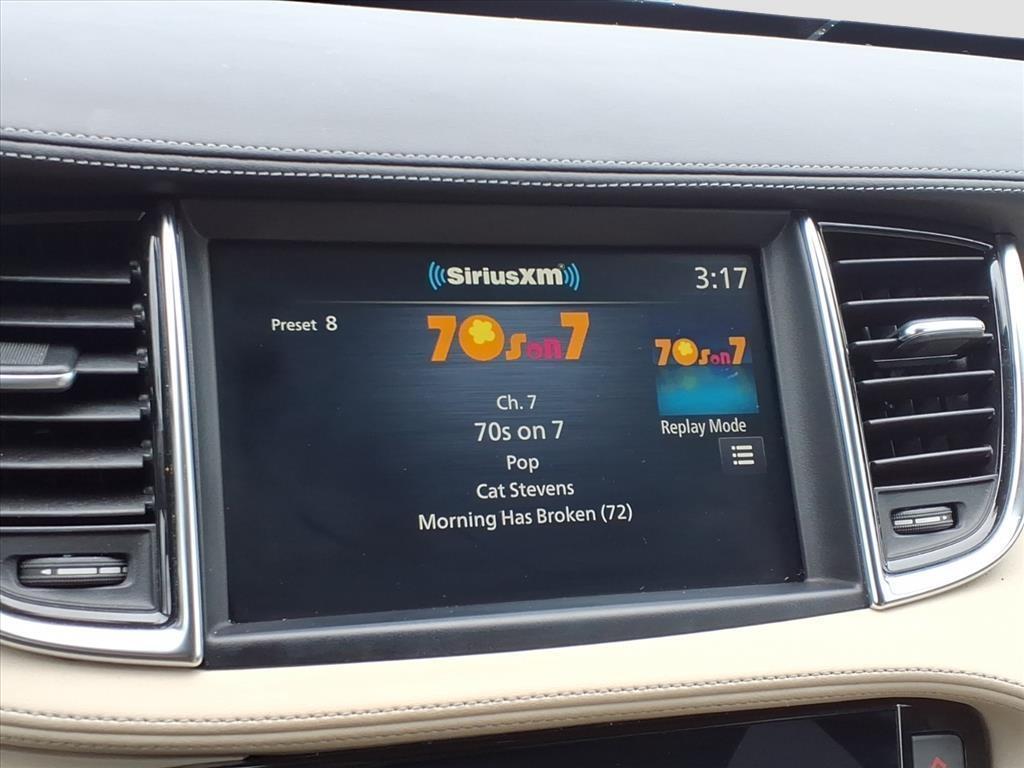 SiriusXM
3:17
Preset 8
70s on 7
70s on 7
Ch. 7
70s on 7
Replay Mode
Pop
Cat Stevens
Morning Has Broken (72)